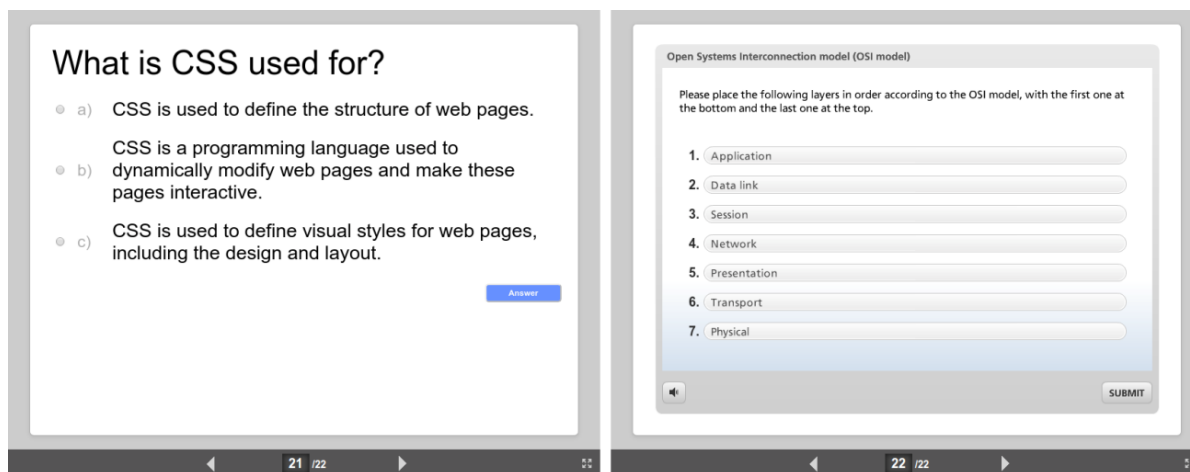 What is CSS used for?
a) CSS is used to define the structure of web pages.
CSS is a programming language used to
b) dynamically modify web pages and make these
pages interactive.
c) CSS is used to define visual styles for web pages,
including the design and layout.
Answer
21 /22
Open Systems Interconnection model (OSI model)
Please place the following layers in order according to the OSI model, with the first one at
the bottom and the last one at the top.
1. Application
2. Data link
3. Session
4. Network
5. Presentation
6. Transport
7. Physical
SUBMIT
22 /22